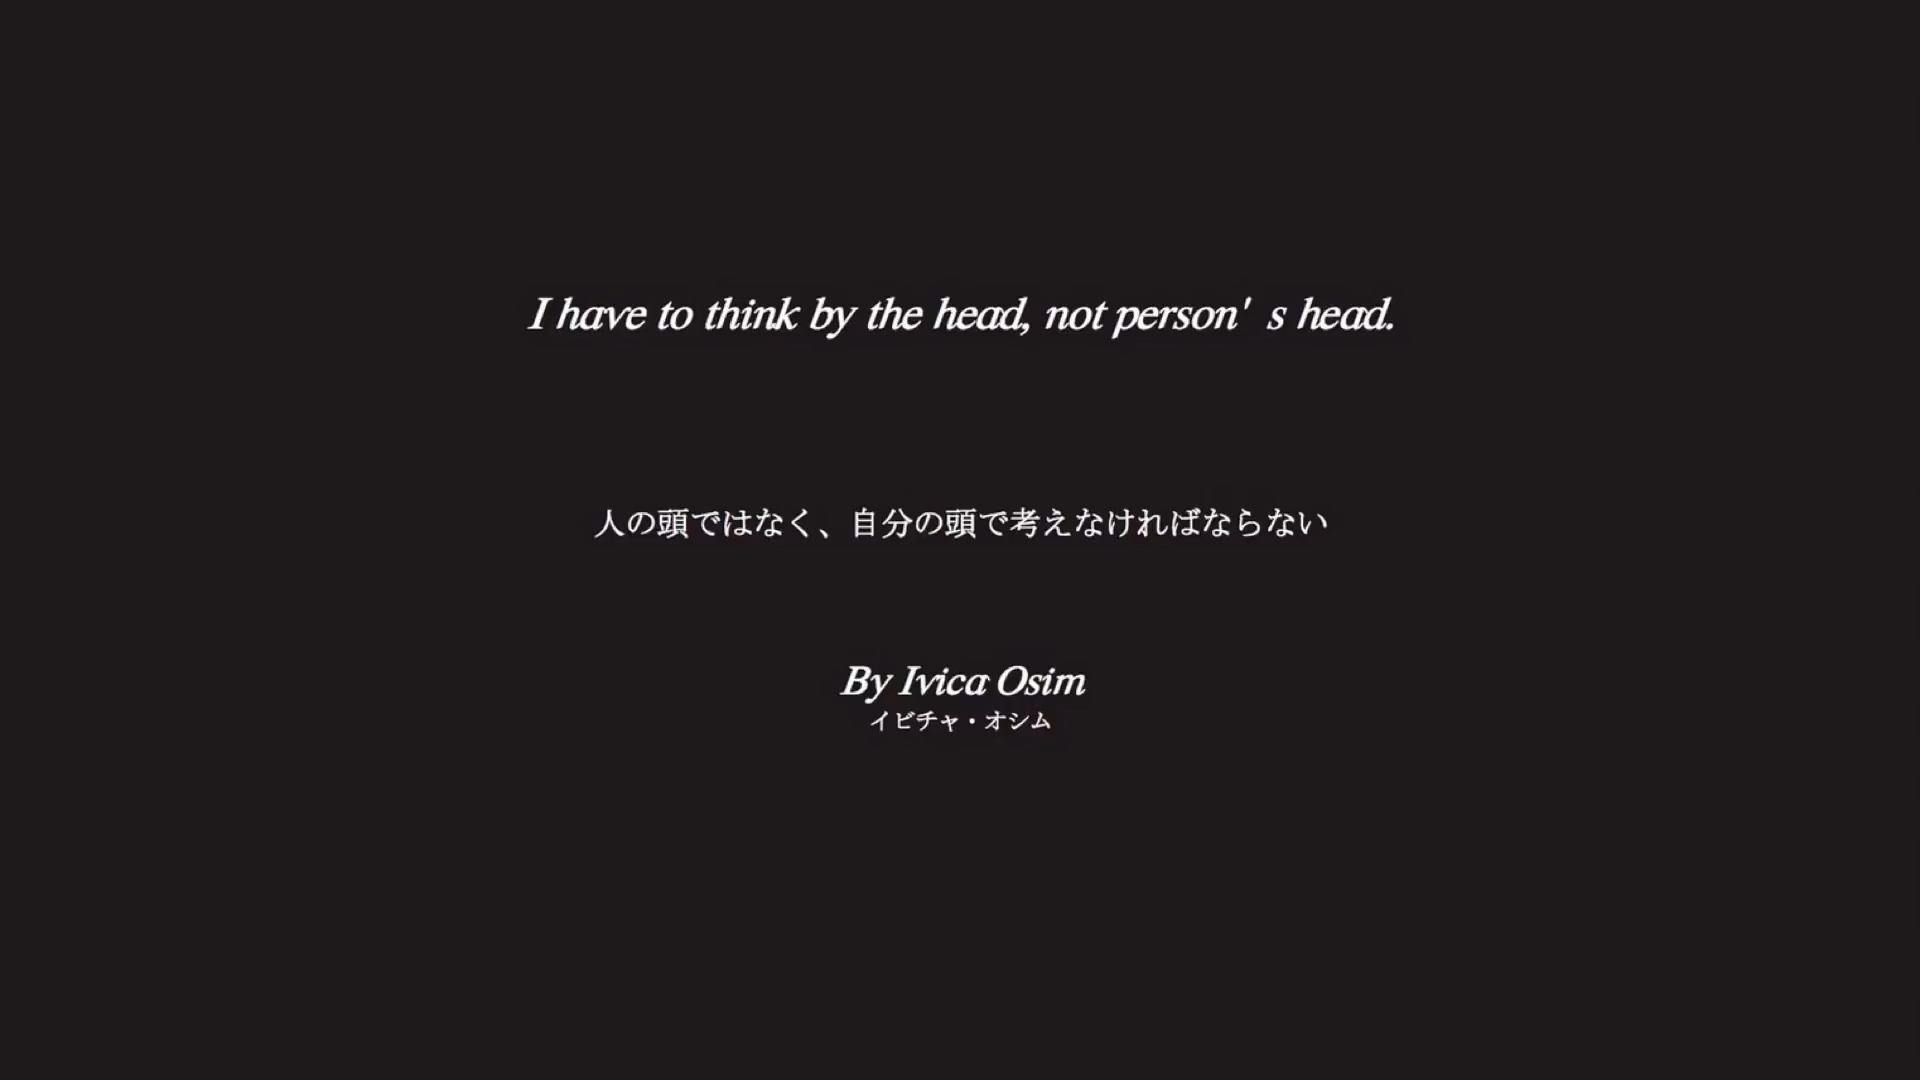 I have to think by the head, not person's head.
人の頭ではなく、自分の頭で考えなければならない
By Ivica Osim
イビチャ・オシム